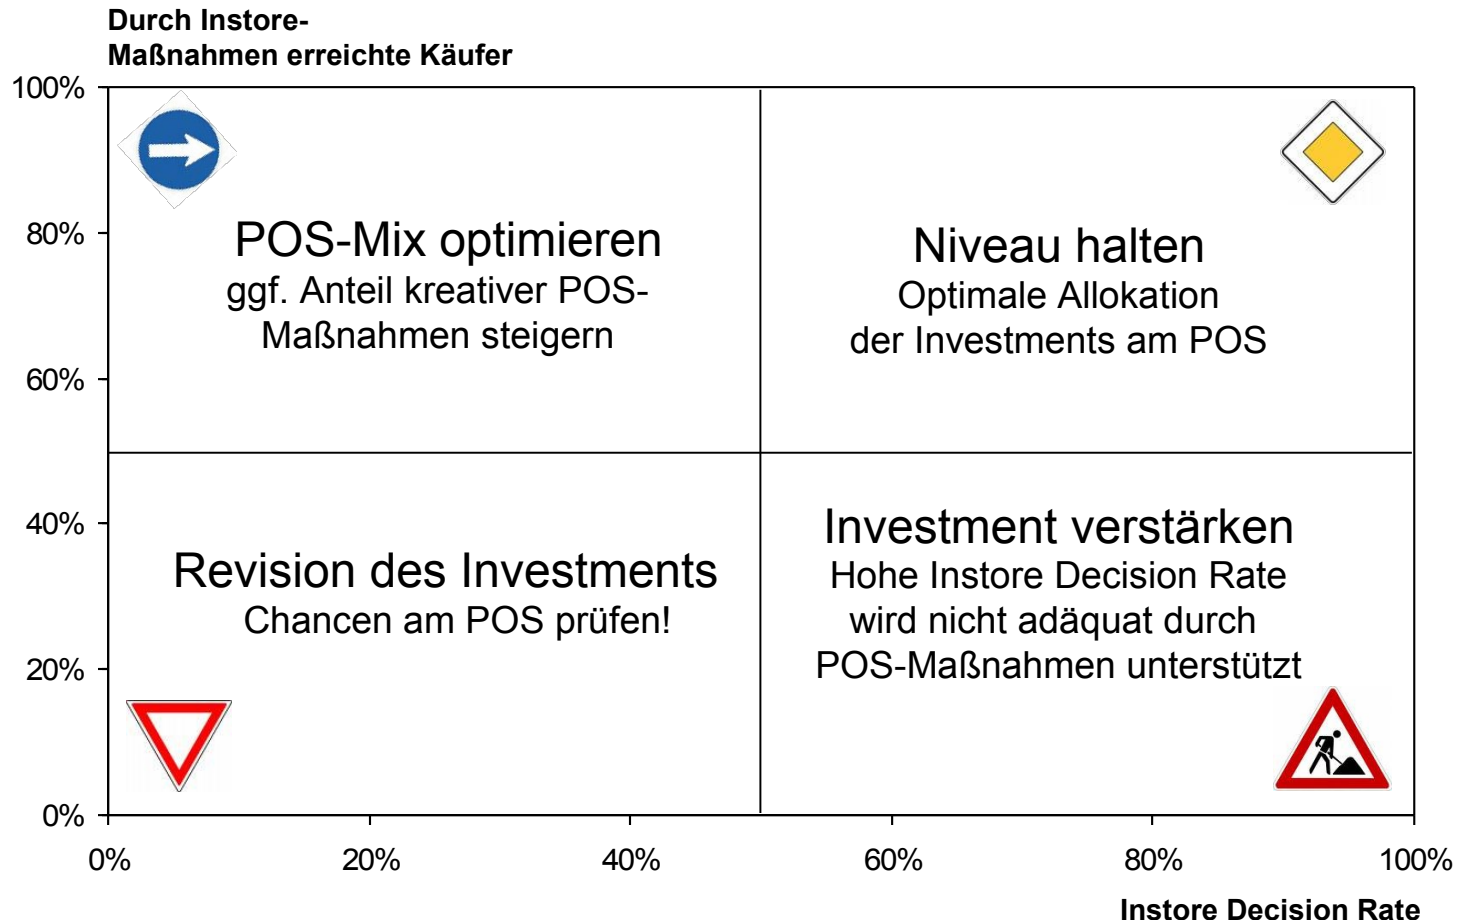 Durch Instore-
Maßnahmen erreichte Käufer
100%
80%
60%
40%
20%
0%
POS-Mix optimieren
ggf. Anteil kreativer POS-
Maßnahmen steigern
Niveau halten
Optimale Allokation
der Investments am POS
Revision des Investments
Chancen am POS prüfen!
Investment verstärken
Hohe Instore Decision Rate
wird nicht adäquat durch
POS-Maßnahmen unterstützt
0%
20%
40%
60%
80%
100%
Instore Decision Rate